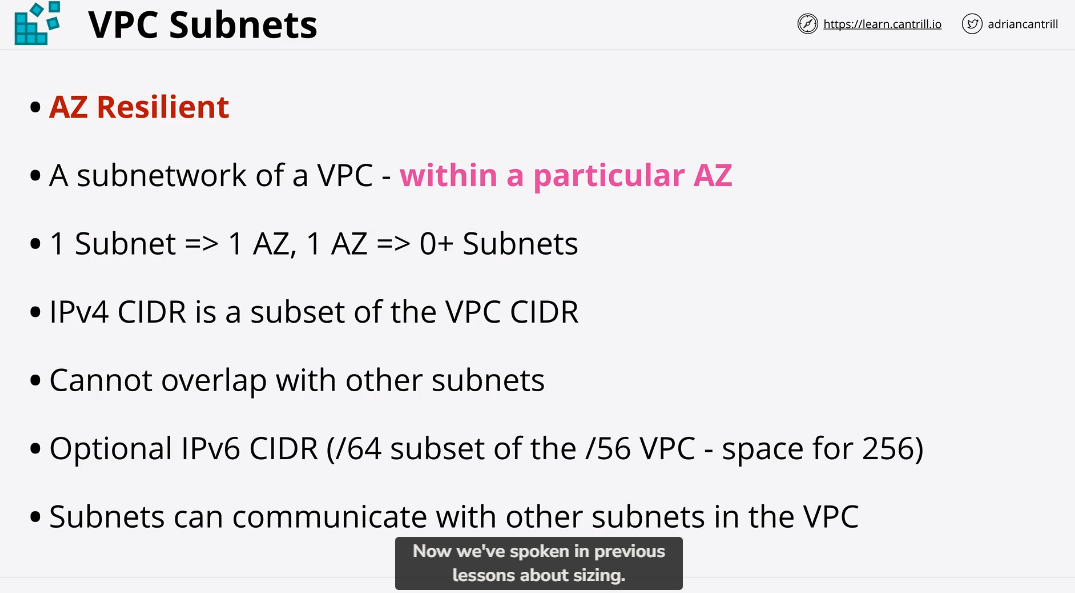 VPC Subnets
https://learn.cantrill.io
adriancantrill
• AZ Resilient
• A subnetwork of a VPC - within a particular AZ
• 1 Subnet => 1 AZ, 1 AZ => 0+ Subnets
• IPv4 CIDR is a subset of the VPC CIDR
• Cannot overlap with other subnets
• Optional IPv6 CIDR (/64 subset of the /56 VPC - space for 256)
• Subnets can communicate with other subnets in the VPC
Now we've spoken in previous
lessons about sizing.